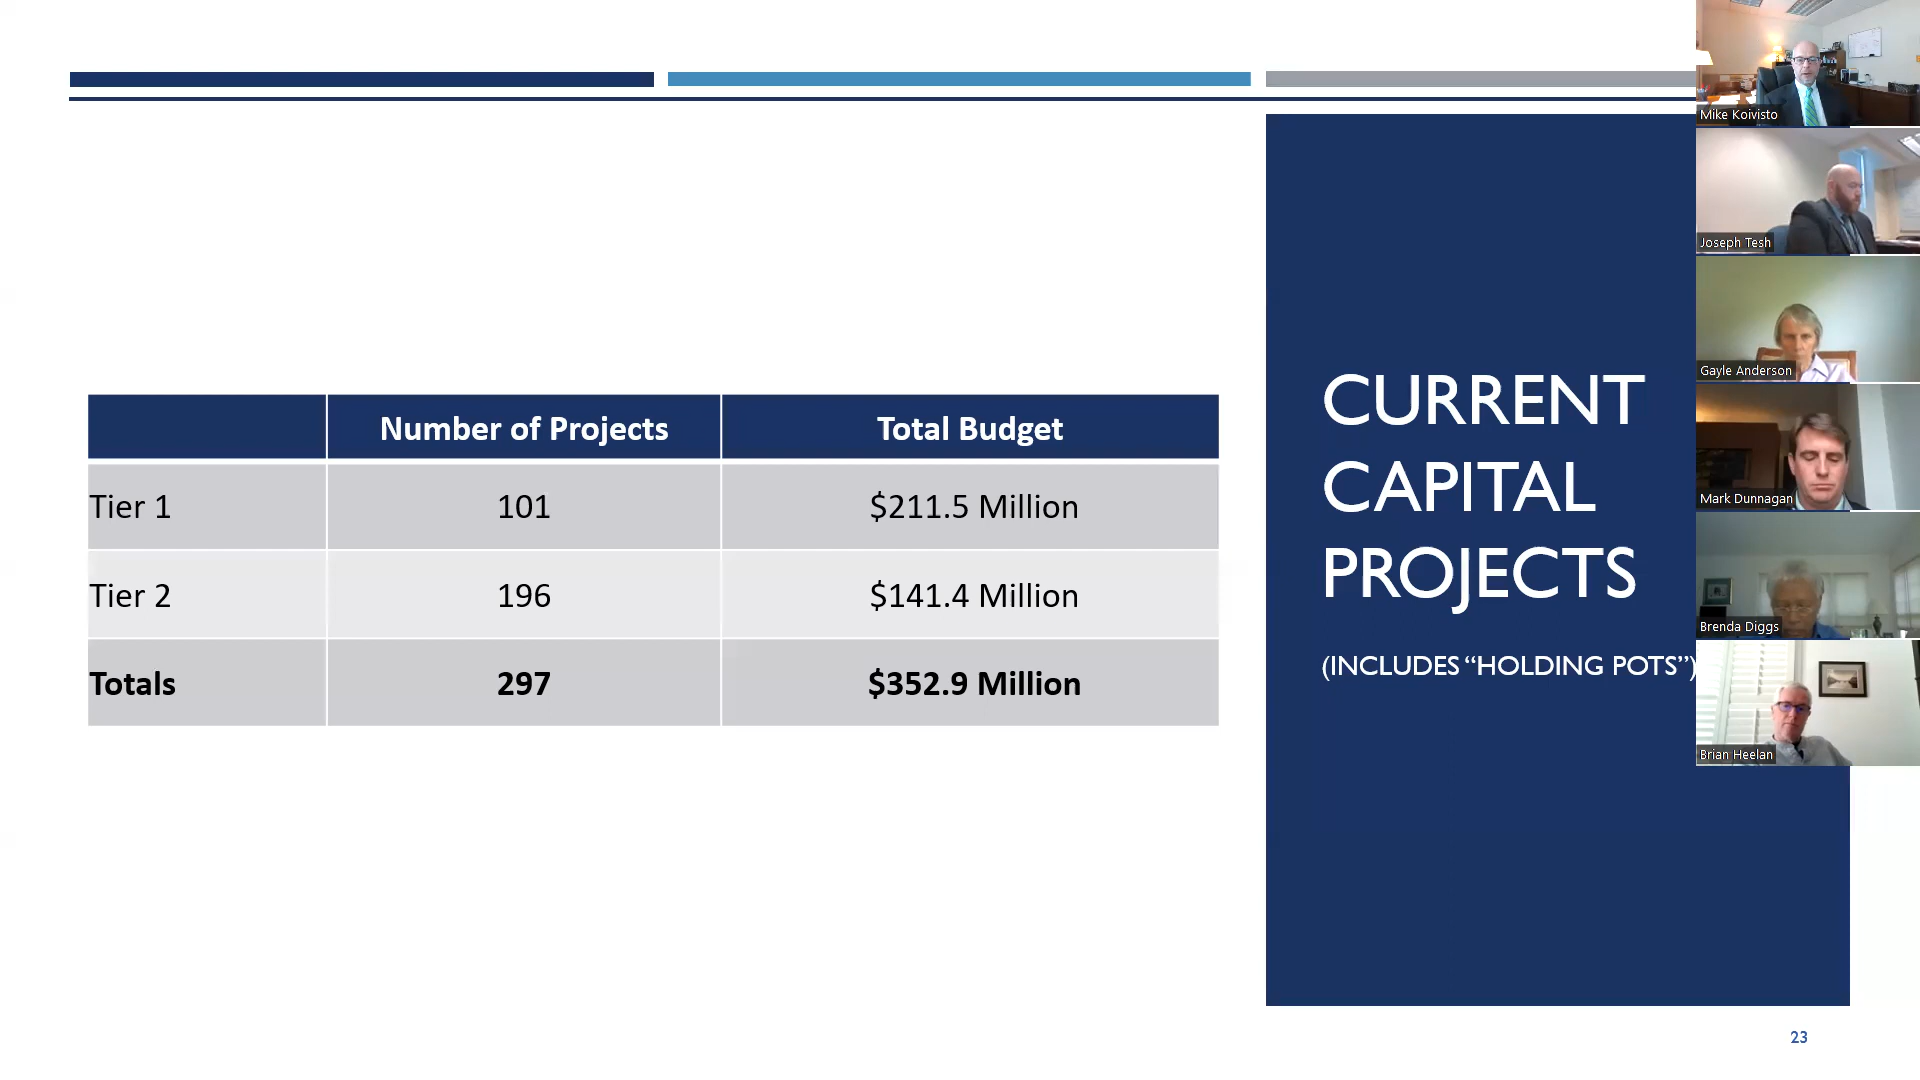 Number of Projects Total Budget
Tier 1 101 $211.5 Million
Tier 2 196 $141.4 Million
Totals 297 $352.9 Million
CURRENT
CAPITAL
PROJECTS
(INCLUDES “HOLDING POTS”)
Mike Koivisto
Joseph Tesh
Gayle Anderson
Mark Dunnagan
Brenda Diggs
Brian Heelan
23